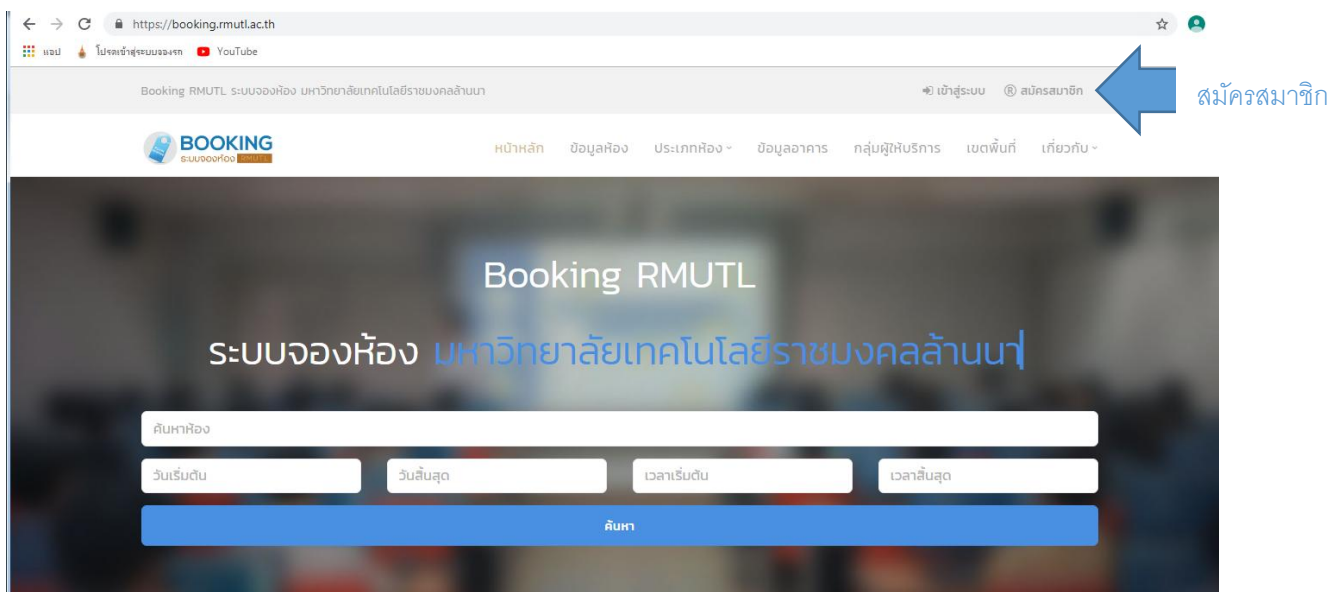 https://booking.rmutl.ac.th
แอป โปรดเข้าสู่ระบบจองรถ YouTube
Booking RMUTL ระบบจองห้อง มหาวิทยาลัยเทคโนโลยีราชมงคลล้านนา เข้าสู่ระบบ ® สมัครสมาชิก
สมัครสมาชิก
BOOKING
ระบบจองห้อง RMUTL
หน้าหลัก ข้อมูลห้อง ประเภทห้อง ข้อมูลอาคาร กลุ่มผู้ให้บริการ เขตพื้นที่ เกี่ยวกับ
Booking RMUTL
ระบบจองห้อง มหาวิทยาลัยเทคโนโลยีราชมงคลล้านนา
ค้นหาห้อง
วันเริ่มต้น วันสิ้นสุด เวลาเริ่มต้น เวลาสิ้นสุด
ค้นหา